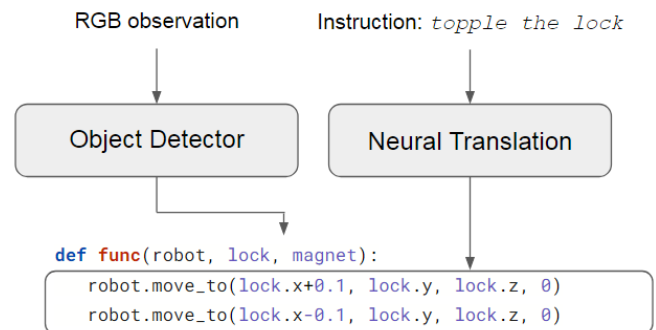 RGB observation
Instruction: topple the lock
Object Detector
Neural Translation
def func(robot, lock, magnet):
robot.move_to(lock.x+0.1, lock.y, lock.z, 0)
robot.move_to(lock.x-0.1, lock.y, lock.z, 0)